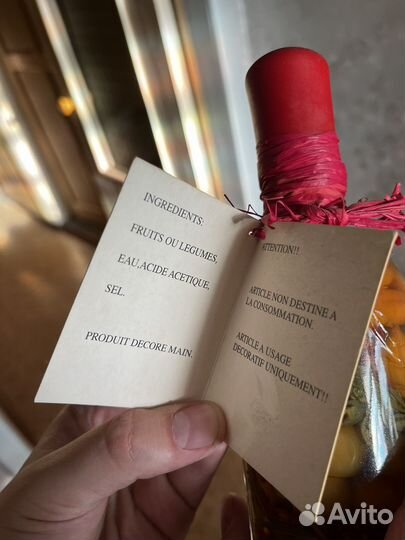 INGREDIENTS:
FRUITS OU LEGUMES,
EAU,ACIDE ACETIQUE,
SEL.
PRODUIT DECORE MAIN.
ATTENTION!!
ARTICLE NON DESTINE A
LA CONSOMMATION.
ARTICLE A USAGE
DECORATIF UNIQUEMENT!!
Avito